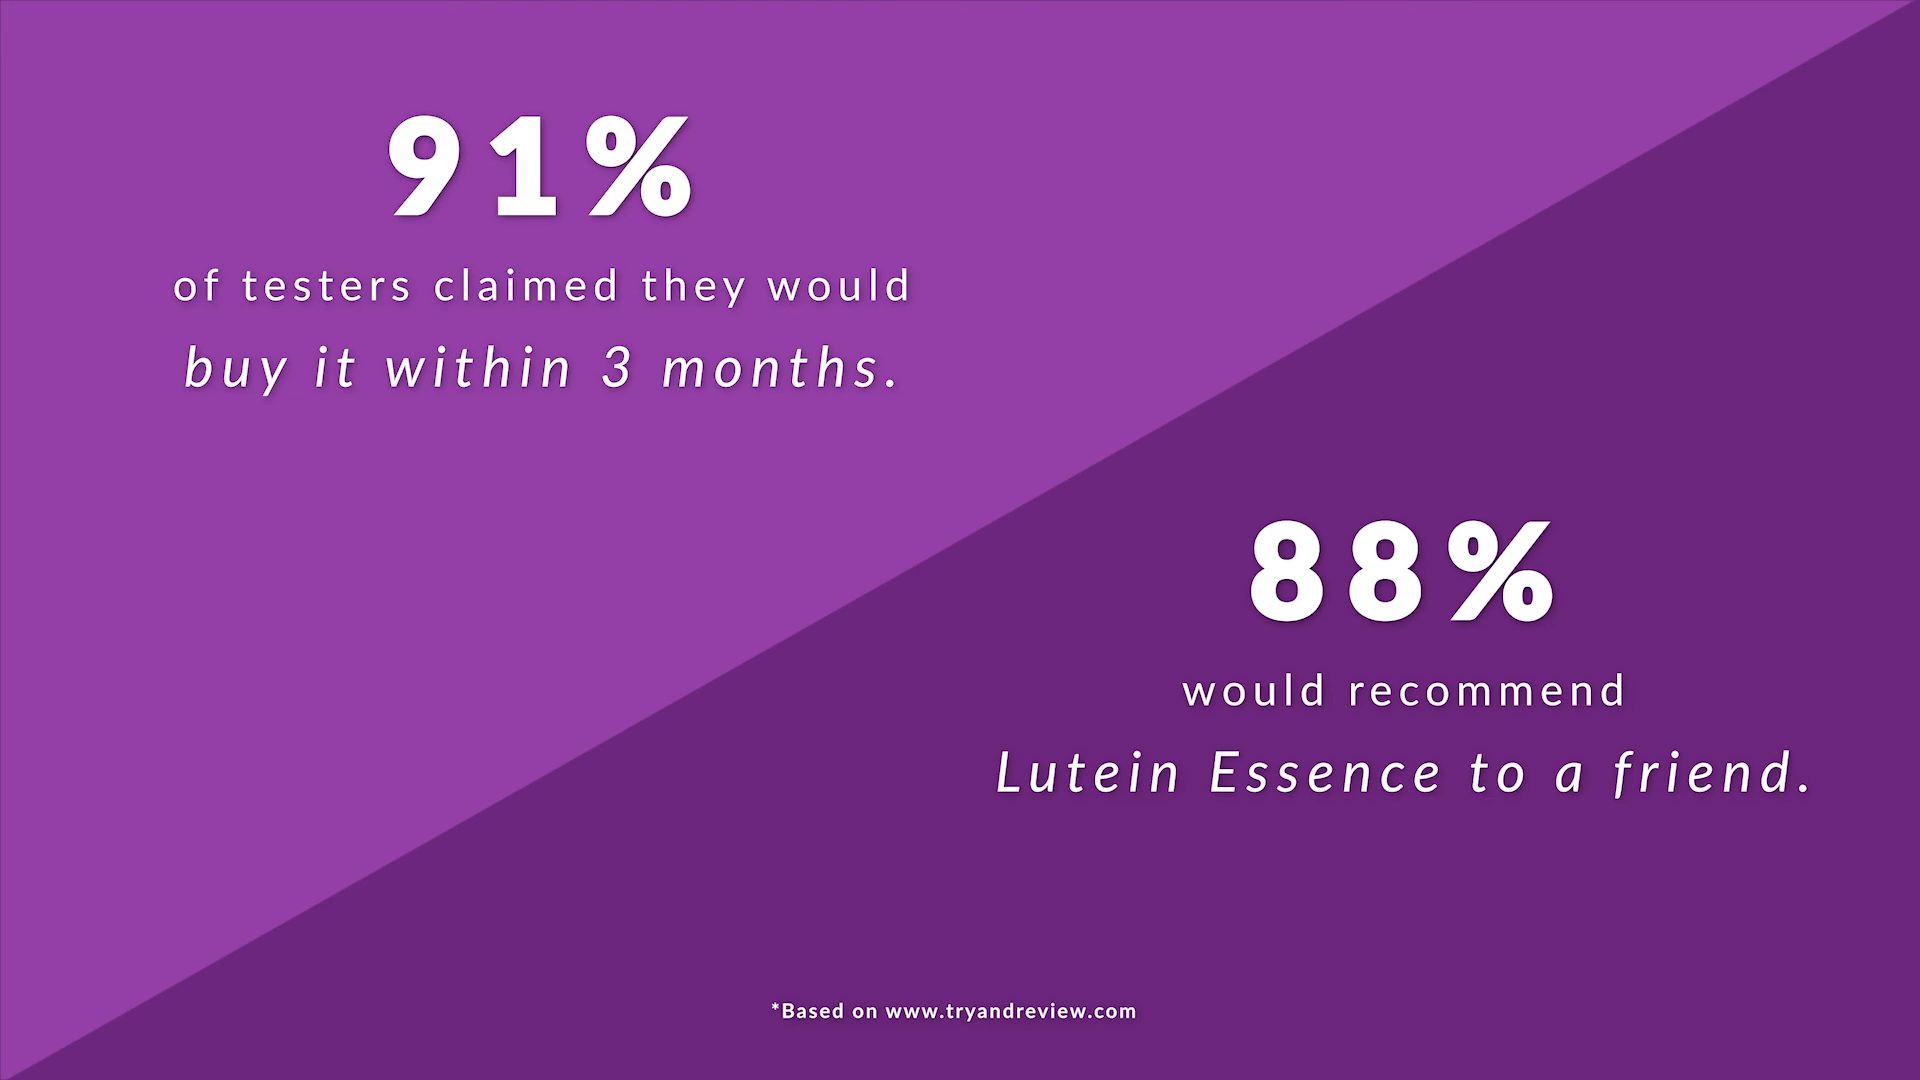 91%
of testers claimed they would
buy it within 3 months.
88%
would recommend
Lutein Essence to a friend.
*Based on www.tryandreview.com